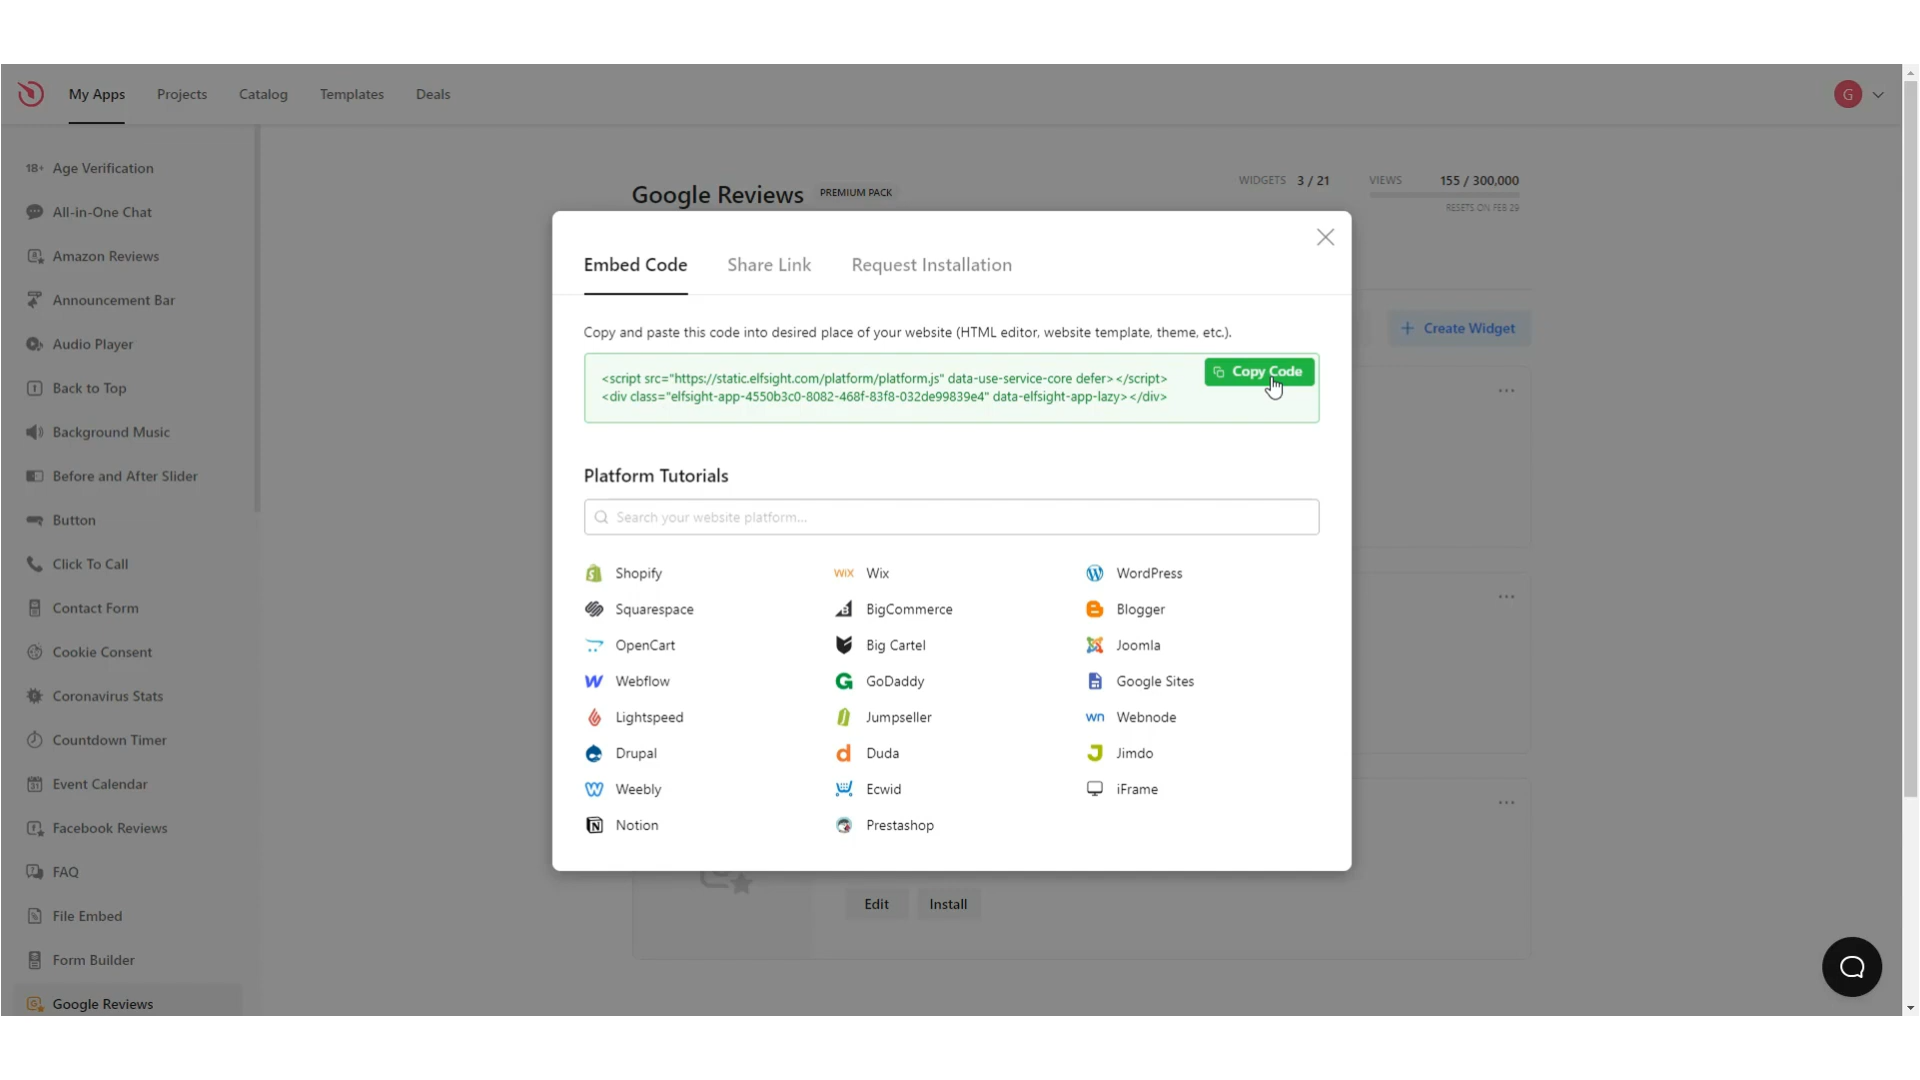 My Apps
Projects
Catalog
Templates
Deals
G
18+ Age Verification
All-in-One Chat
Amazon Reviews
Announcement Bar
Audio Player
Back to Top
Background Music
Before and After Slider
Button
Click To Call
Contact Form
Cookie Consent
Coronavirus Stats
Countdown Timer
Event Calendar
Facebook Reviews
FAQ
File Embed
Form Builder
Google Reviews
Google Reviews PREMIUM PACK
WIDGETS 3 / 21
VIEWS 155 / 300,000
RESETS ON FEB 29
+ Create Widget
Embed Code
Share Link
Request Installation
Copy and paste this code into desired place of your website (HTML editor, website template, theme, etc.).
Copy Code
<script src="https://static.elfsight.com/platform/platform.js" data-use-service-core defer></script>
<div class="elfsight-app-4550b3c0-8082-468f-83f8-032de99839e4" data-elfsight-app-lazy></div>
Platform Tutorials
Search your website platform...
Shopify
WiX Wix
WordPress
Squarespace
BigCommerce
Blogger
OpenCart
Big Cartel
Joomla
Webflow
GoDaddy
Google Sites
Lightspeed
Jumpseller
wn Webnode
Drupal
Duda
Jimdo
Weebly
Ecwid
iFrame
Notion
Prestashop
Edit
Install